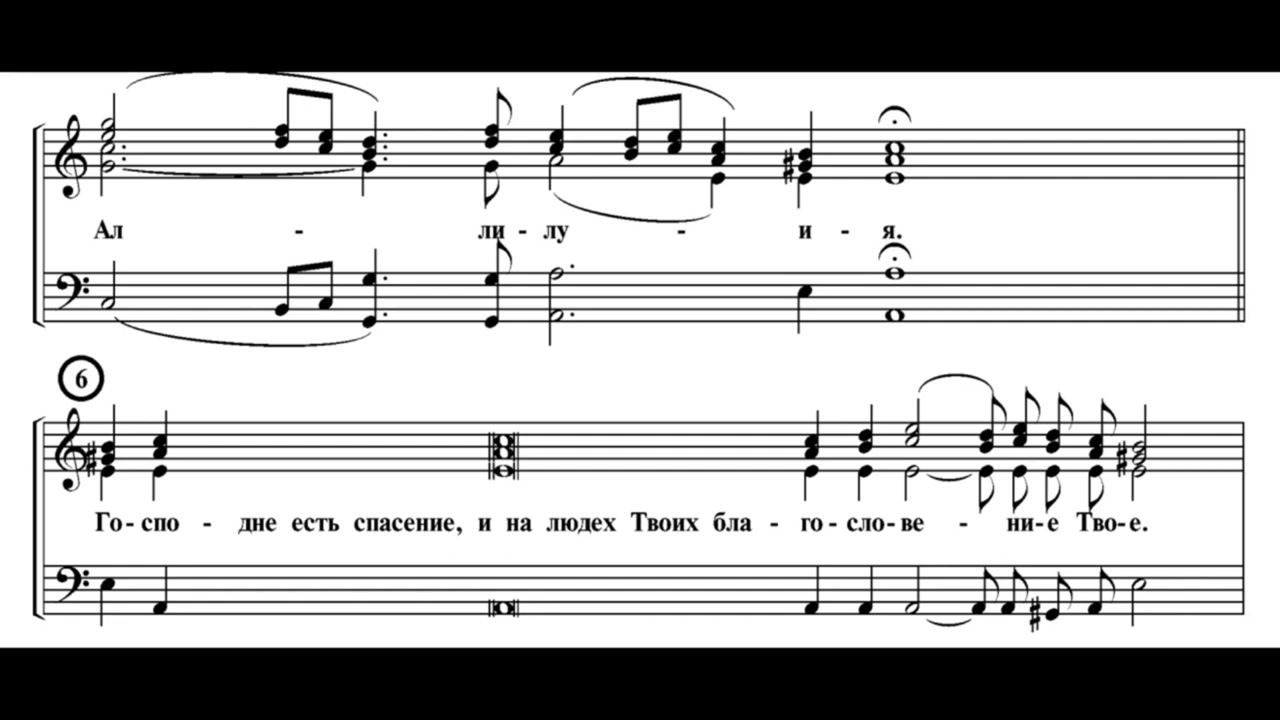 Ал - ли - лу - и - я.
6
Го - спо - дне есть спасение, и на людех Твоих бла - го - сло - ве - ни - е Тво - е.